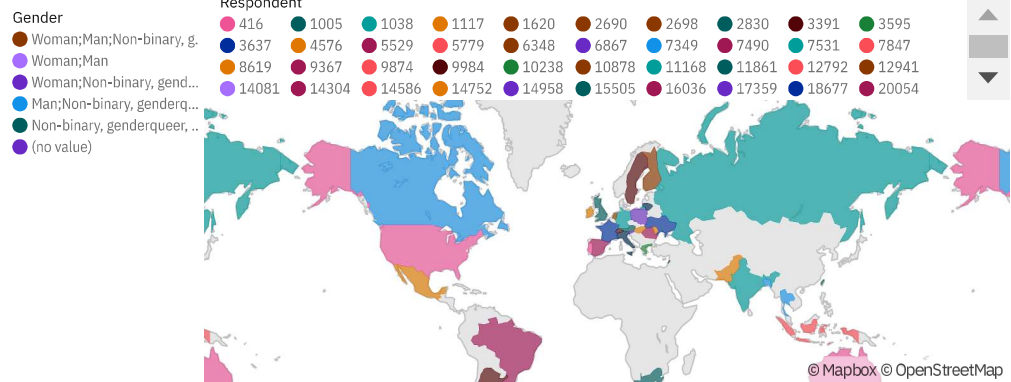 Gender
Woman;Man;Non-binary, g.
Woman;Man
Woman;Non-binary, gend...
Man;Non-binary, genderq...
Non-binary, genderqueer, ..
(no value)
Respondent
416 1005 1038 1117 1620 2690 2698 2830 3391 3595
3637 4576 5529 5779 6348 6867 7349 7490 7531 7847
8619 9367 9874 9984 10238 10878 11168 11861 12792 12941
14081 14304 14586 14752 14958 15505 16036 17359 18677 20054
© Mapbox © OpenStreetMap